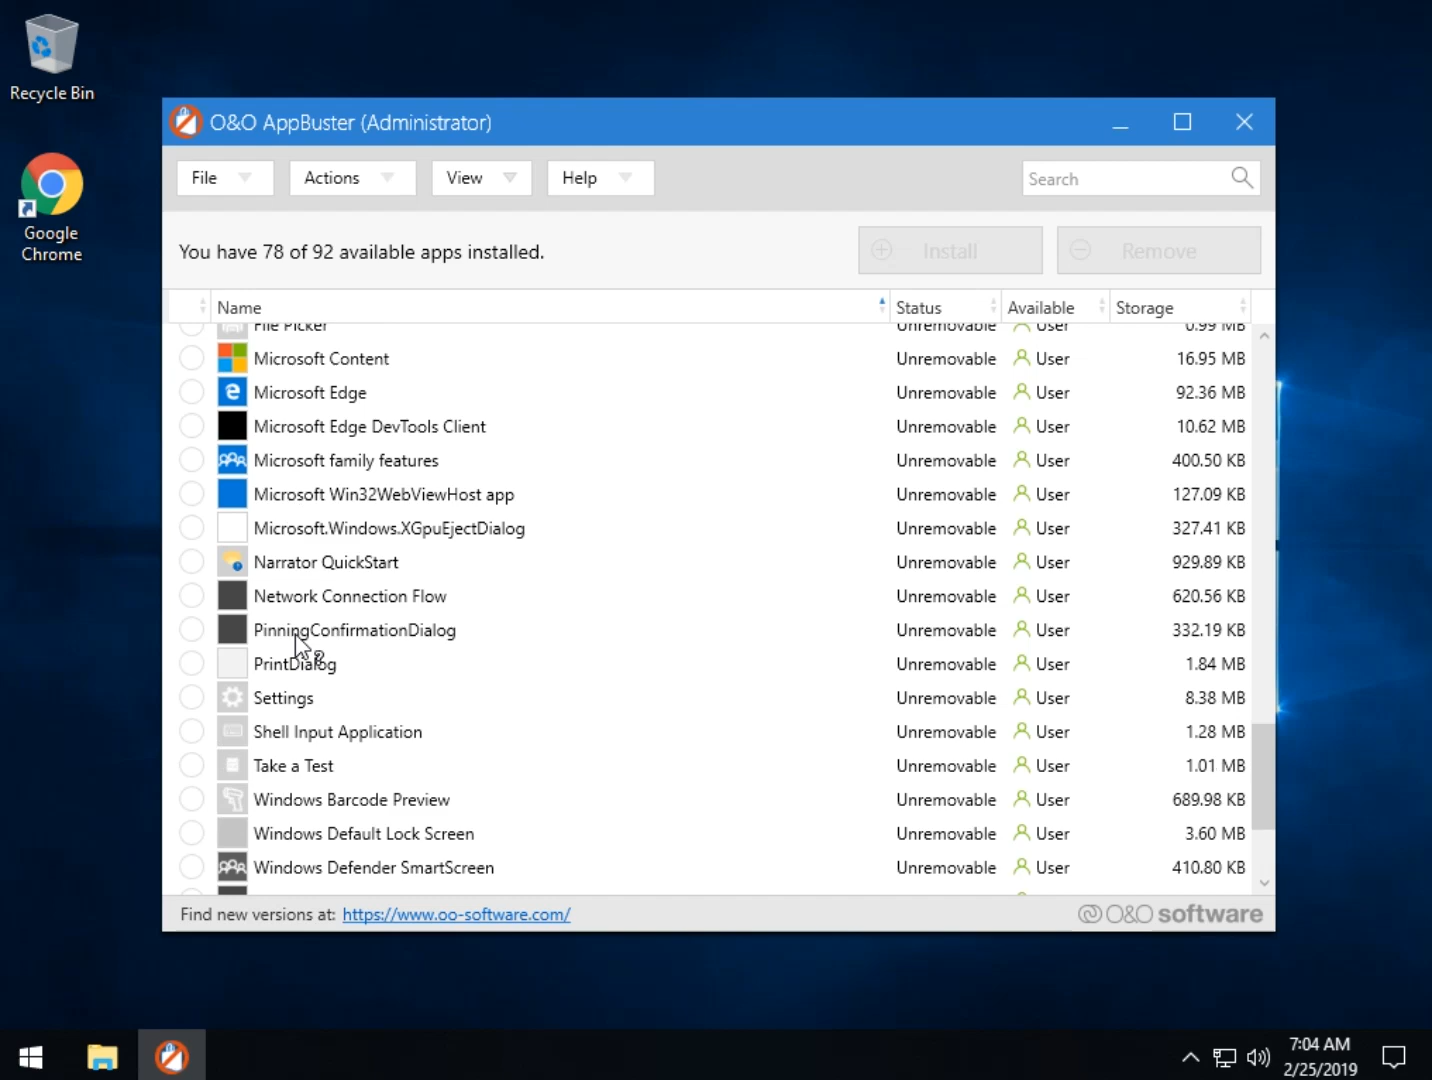 Recycle Bin
Google
Chrome
O&O AppBuster (Administrator)
File
Actions
View
Help
Search
You have 78 of 92 available apps installed.
Install
Remove
Name
Status
Available
Storage
File Picker Unremovable User 0.99 MB
Microsoft Content Unremovable User 16.95 MB
Microsoft Edge Unremovable User 92.36 MB
Microsoft Edge DevTools Client Unremovable User 10.62 MB
Microsoft family features Unremovable User 400.50 KB
Microsoft Win32WebViewHost app Unremovable User 127.09 KB
Microsoft.Windows.XGpuEjectDialog Unremovable User 327.41 KB
Narrator QuickStart Unremovable User 929.89 KB
Network Connection Flow Unremovable User 620.56 KB
PinningConfirmationDialog Unremovable User 332.19 KB
PrintDialog Unremovable User 1.84 MB
Settings Unremovable User 8.38 MB
Shell Input Application Unremovable User 1.28 MB
Take a Test Unremovable User 1.01 MB
Windows Barcode Preview Unremovable User 689.98 KB
Windows Default Lock Screen Unremovable User 3.60 MB
Windows Defender SmartScreen Unremovable User 410.80 KB
Find new versions at: https://www.oo-software.com/
O&O software
7:04 AM
2/25/2019